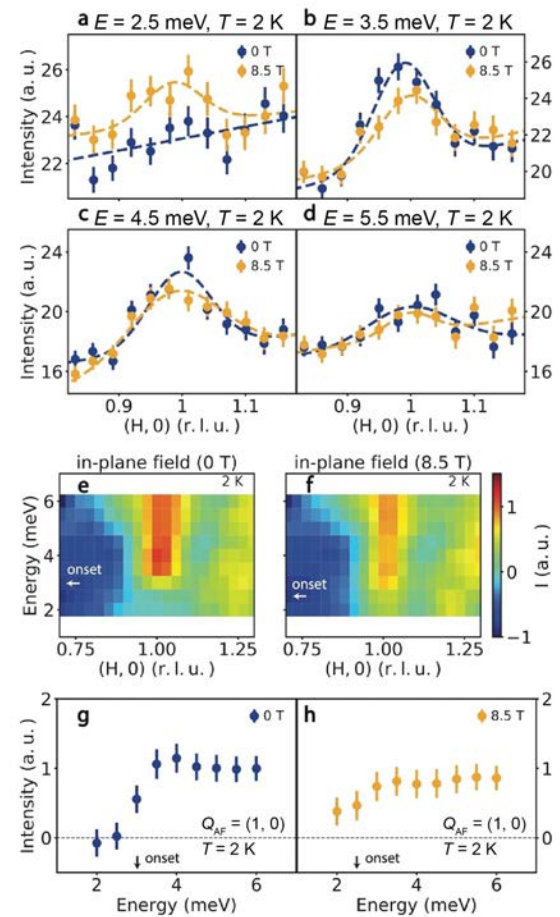 a E = 2.5 meV, T = 2 K
b E = 3.5 meV, T = 2 K
0 T
8.5 T
0 T
8.5 T
Intensity (a. u.)
26
24
22
26
24
22
20
c E = 4.5 meV, T = 2 K
d E = 5.5 meV, T = 2 K
0 T
8.5 T
0 T
8.5 T
Intensity (a. u.)
24
20
16
24
20
16
0.9 1 1.1
0.9 1 1.1
(H, 0) (r. l. u.)
(H, 0) (r. l. u.)
in-plane field (0 T)
in-plane field (8.5 T)
e 2 K
f 2 K
onset
onset
Energy (meV)
6
4
2
0.75 1.00 1.25
0.75 1.00 1.25
(H, 0) (r. l. u.)
(H, 0) (r. l. u.)
1
0
−1
I (a. u.)
g 0 T
h 8.5 T
Intensity (a. u.)
2
1
0
2
1
0
Q_AF = (1, 0)
T = 2 K
onset
Q_AF = (1, 0)
T = 2 K
onset
2 4 6
2 4 6
Energy (meV)
Energy (meV)